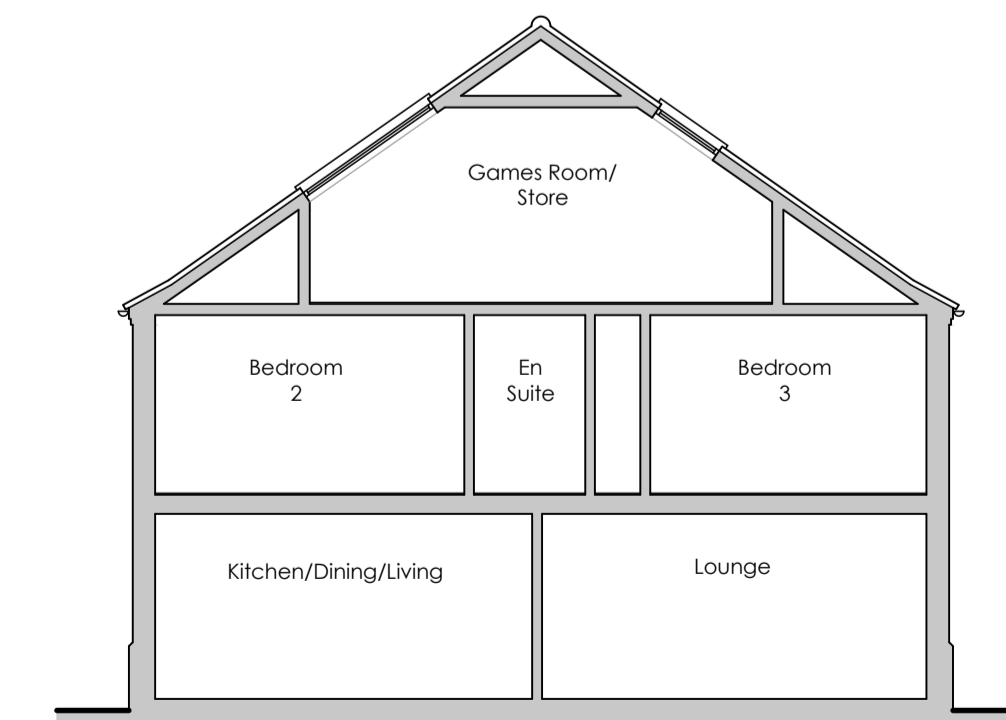 Games Room/
Store
Bedroom
2
En
Suite
Bedroom
3
Kitchen/Dining/Living
Lounge